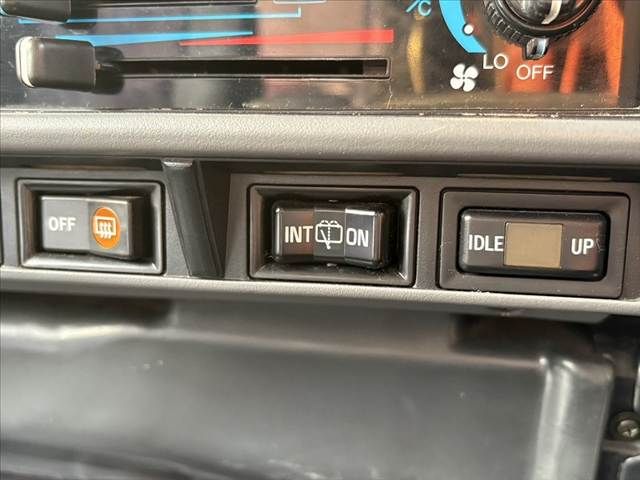 /C
LO OFF
OFF
INT ON
IDLE UP